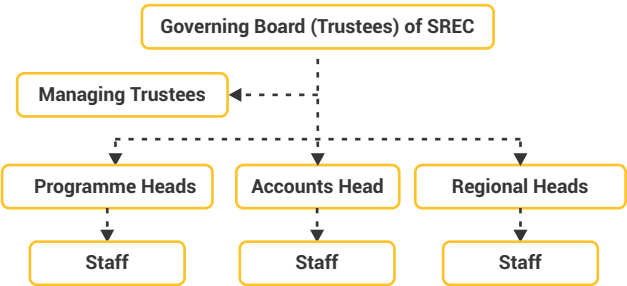 Governing Board (Trustees) of SREC
Managing Trustees
Programme Heads
Accounts Head
Regional Heads
Staff
Staff
Staff